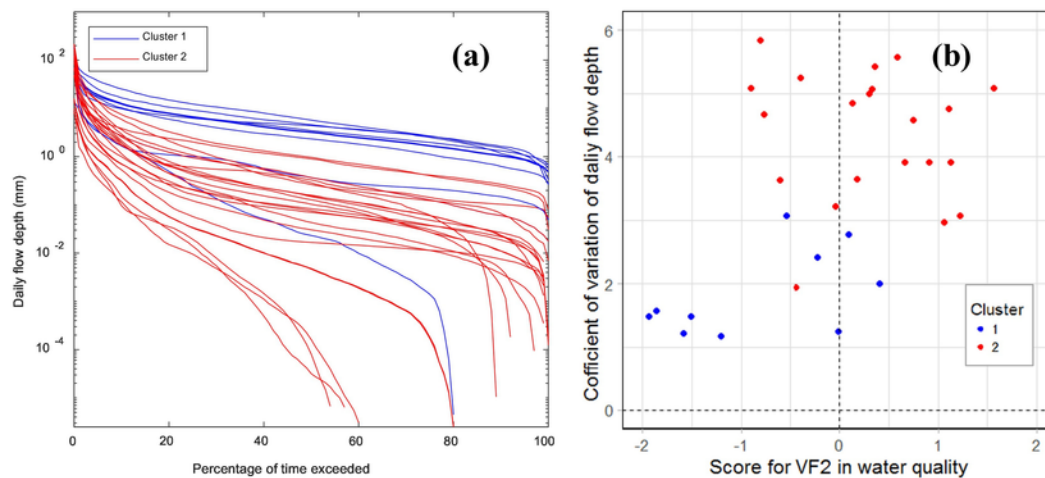 Cluster 1
Cluster 2
(a)
10^2
10^0
10^-2
10^-4
Daily flow depth (mm)
0
20
40
60
80
100
Percentage of time exceeded
(b)
6
4
2
0
Cofficient of variation of daliy flow depth
Cluster
1
2
-2
-1
0
1
2
Score for VF2 in water quality